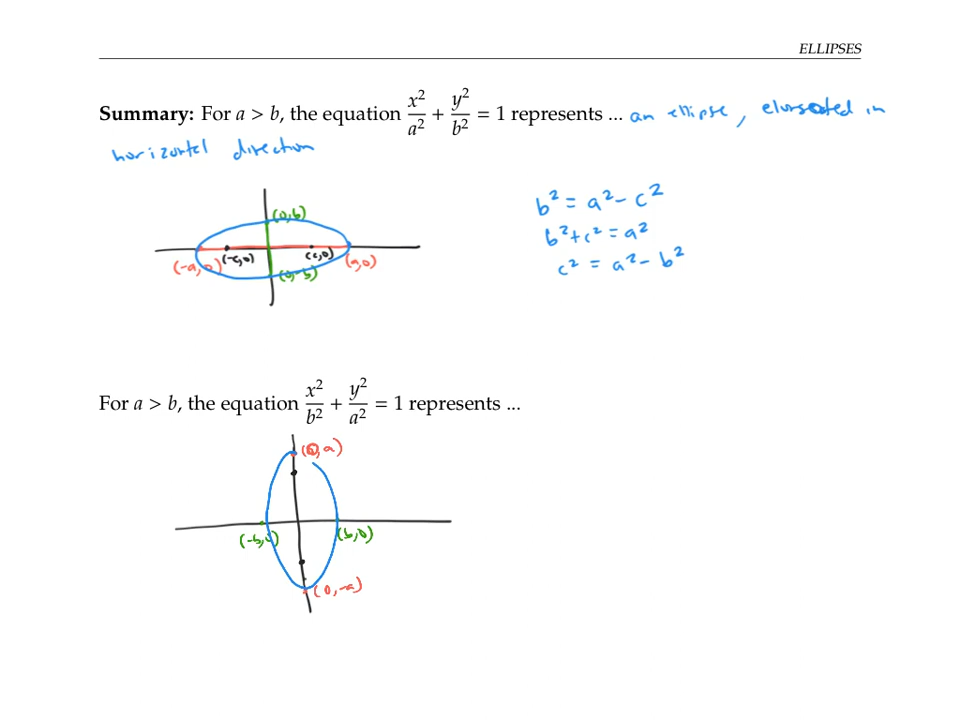 ELLIPSES
Summary: For a > b, the equation x²/a² + y²/b² = 1 represents ... an ellipse, elongated in
horizontal direction
b² = a² - c²
(0,b)
b² + c² = a²
(-a, 0) (-c,0) (c,0) (a,0)
c² = a² - b²
(0,-b)
For a > b, the equation x²/b² + y²/a² = 1 represents ...
(0,a)
(-b,0) (b,0)
(0,-a)